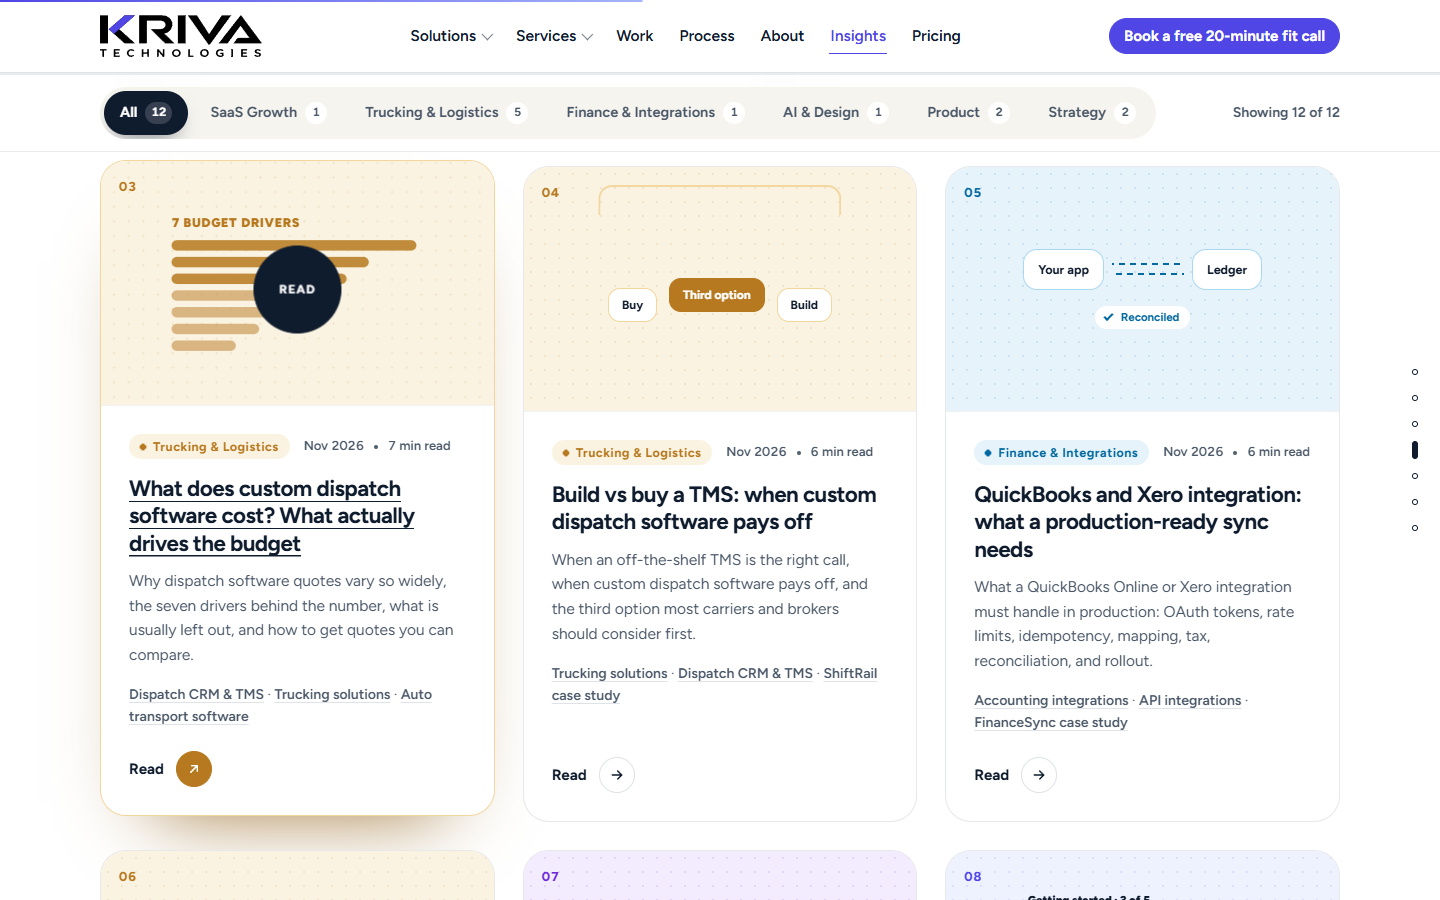 KRIVA
TECHNOLOGIES
Solutions Services Work Process About Insights Pricing
Book a free 20-minute fit call
All 12 SaaS Growth 1 Trucking & Logistics 5 Finance & Integrations 1 AI & Design 1 Product 2 Strategy 2
Showing 12 of 12
03
7 BUDGET DRIVERS
READ
Trucking & Logistics Nov 2026 • 7 min read
What does custom dispatch
software cost? What actually
drives the budget
Why dispatch software quotes vary so widely,
the seven drivers behind the number, what is
usually left out, and how to get quotes you can
compare.
Dispatch CRM & TMS · Trucking solutions · Auto
transport software
Read
04
Buy
Third option
Build
Trucking & Logistics Nov 2026 • 6 min read
Build vs buy a TMS: when custom
dispatch software pays off
When an off-the-shelf TMS is the right call,
when custom dispatch software pays off, and
the third option most carriers and brokers
should consider first.
Trucking solutions · Dispatch CRM & TMS · ShiftRail
case study
Read
05
Your app
Ledger
Reconciled
Finance & Integrations Nov 2026 • 6 min read
QuickBooks and Xero integration:
what a production-ready sync
needs
What a QuickBooks Online or Xero integration
must handle in production: OAuth tokens, rate
limits, idempotency, mapping, tax,
reconciliation, and rollout.
Accounting integrations · API integrations ·
FinanceSync case study
Read
06
07
08
Getting started · 3 of 5